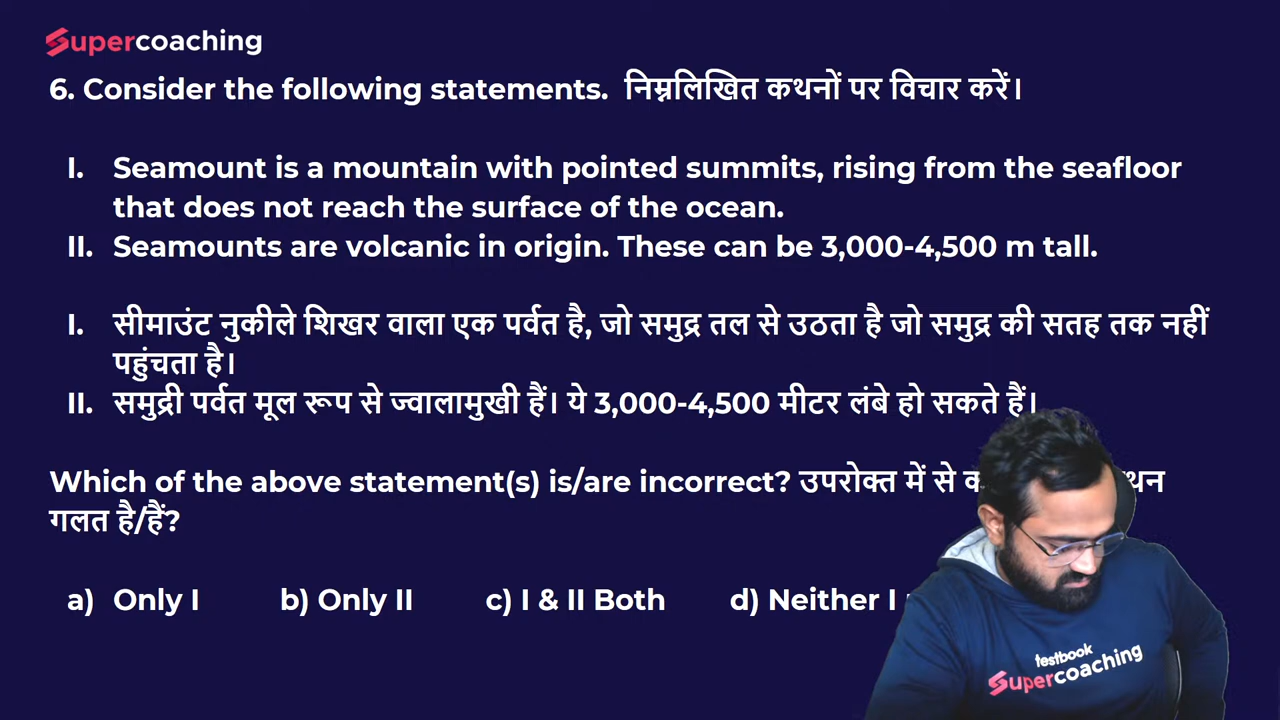 Supercoaching
6. Consider the following statements. निम्नलिखित कथनों पर विचार करें।
I. Seamount is a mountain with pointed summits, rising from the seafloor
that does not reach the surface of the ocean.
II. Seamounts are volcanic in origin. These can be 3,000-4,500 m tall.
I. सीमाउंट नुकीले शिखर वाला एक पर्वत है, जो समुद्र तल से उठता है जो समुद्र की सतह तक नहीं
पहुंचता है।
II. समुद्री पर्वत मूल रूप से ज्वालामुखी हैं। ये 3,000-4,500 मीटर लंबे हो सकते हैं।
Which of the above statement(s) is/are incorrect? उपरोक्त में से
गलत है/हैं?
a) Only I b) Only II c) I & II Both d) Neither I
testbook
Supercoaching